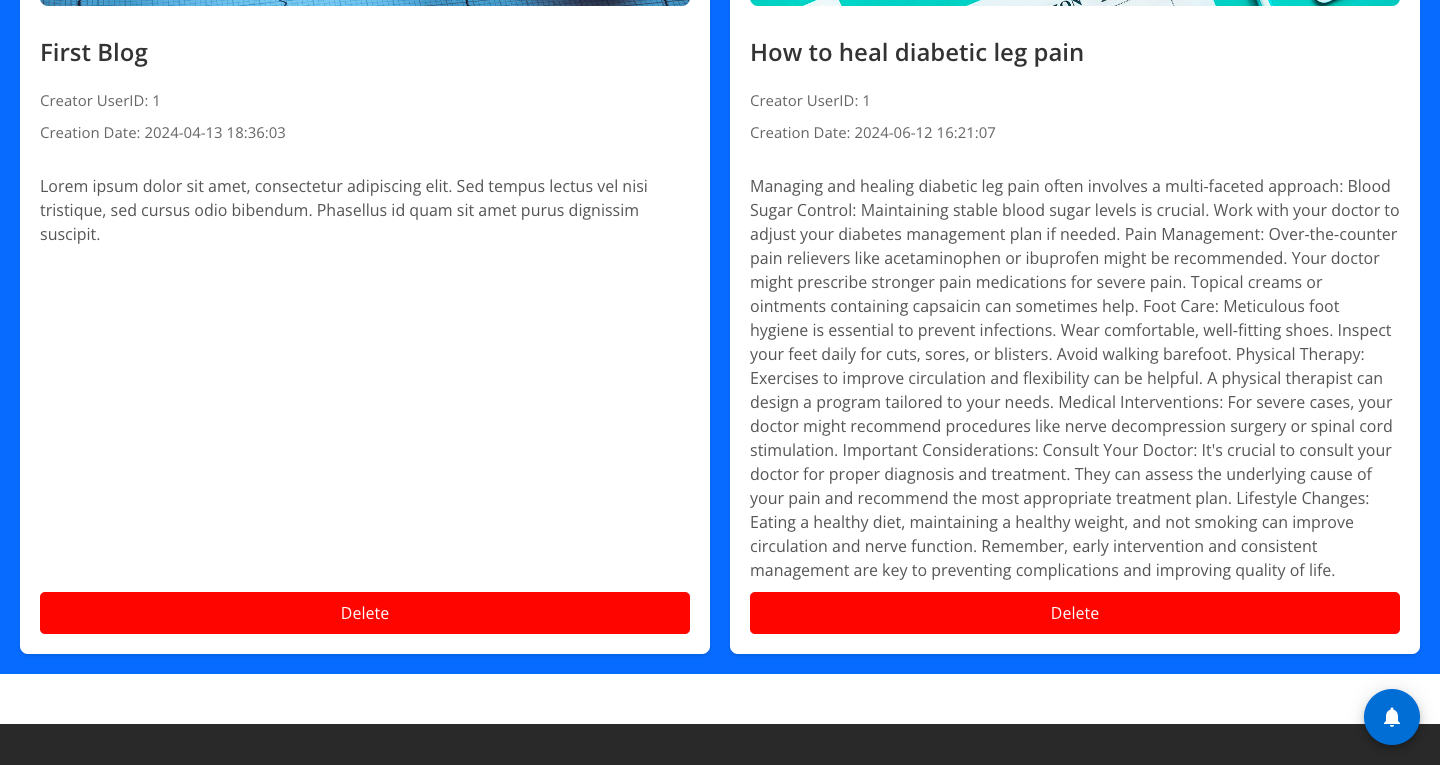 First Blog
Creator UserID: 1
Creation Date: 2024-04-13 18:36:03
Lorem ipsum dolor sit amet, consectetur adipiscing elit. Sed tempus lectus vel nisi
tristique, sed cursus odio bibendum. Phasellus id quam sit amet purus dignissim
suscipit.
Delete
How to heal diabetic leg pain
Creator UserID: 1
Creation Date: 2024-06-12 16:21:07
Managing and healing diabetic leg pain often involves a multi-faceted approach: Blood
Sugar Control: Maintaining stable blood sugar levels is crucial. Work with your doctor to
adjust your diabetes management plan if needed. Pain Management: Over-the-counter
pain relievers like acetaminophen or ibuprofen might be recommended. Your doctor
might prescribe stronger pain medications for severe pain. Topical creams or
ointments containing capsaicin can sometimes help. Foot Care: Meticulous foot
hygiene is essential to prevent infections. Wear comfortable, well-fitting shoes. Inspect
your feet daily for cuts, sores, or blisters. Avoid walking barefoot. Physical Therapy:
Exercises to improve circulation and flexibility can be helpful. A physical therapist can
design a program tailored to your needs. Medical Interventions: For severe cases, your
doctor might recommend procedures like nerve decompression surgery or spinal cord
stimulation. Important Considerations: Consult Your Doctor: It's crucial to consult your
doctor for proper diagnosis and treatment. They can assess the underlying cause of
your pain and recommend the most appropriate treatment plan. Lifestyle Changes:
Eating a healthy diet, maintaining a healthy weight, and not smoking can improve
circulation and nerve function. Remember, early intervention and consistent
management are key to preventing complications and improving quality of life.
Delete